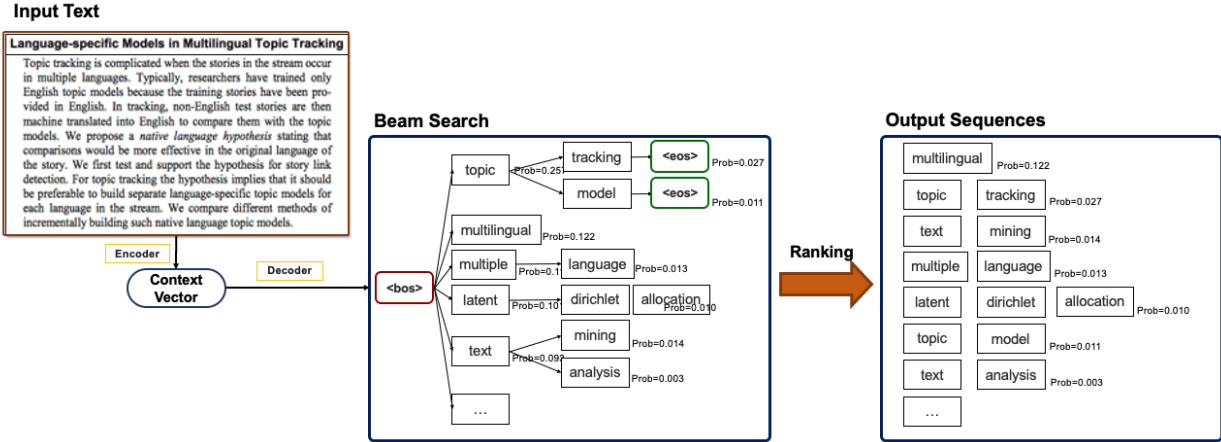 Input Text
Language-specific Models in Multilingual Topic Tracking
Topic tracking is complicated when the stories in the stream occur
in multiple languages. Typically, researchers have trained only
English topic models because the training stories have been pro-
vided in English. In tracking, non-English test stories are then
machine translated into English to compare them with the topic
models. We propose a native language hypothesis stating that
comparisons would be more effective in the original language of
the story. We first test and support the hypothesis for story link
detection. For topic tracking the hypothesis implies that it should
be preferable to build separate language-specific topic models for
each language in the stream. We compare different methods of
incrementally building such native language topic models.
Encoder
Context
Vector
Decoder
Beam Search
<bos>
topic
Prob=0.25
tracking
<eos>
Prob=0.027
model
<eos>
Prob=0.011
multilingual
Prob=0.122
multiple
Prob=0.1
language
Prob=0.013
latent
Prob=0.10
dirichlet
allocation
Prob=0.010
text
Prob=0.092
mining
Prob=0.014
analysis
Prob=0.003
...
Ranking
Output Sequences
multilingual
Prob=0.122
topic
tracking
Prob=0.027
text
mining
Prob=0.014
multiple
language
Prob=0.013
latent
dirichlet
allocation
Prob=0.010
topic
model
Prob=0.011
text
analysis
Prob=0.003
...